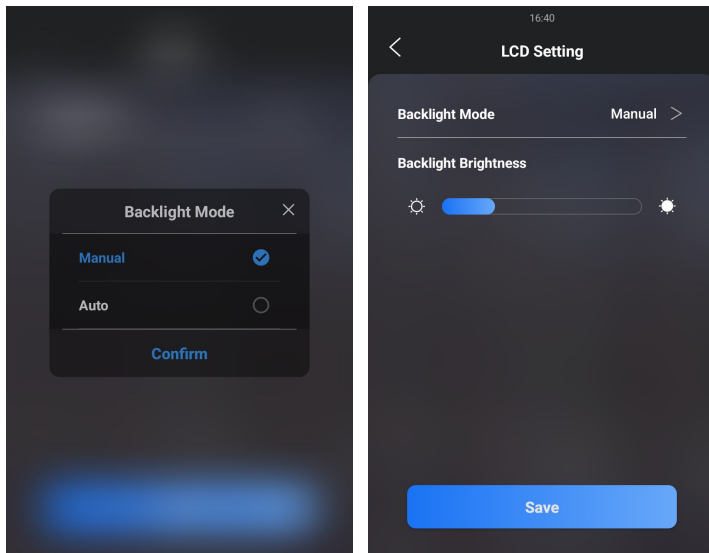 Backlight Mode
Manual
Auto
Confirm
16:40
LCD Setting
Backlight Mode Manual
Backlight Brightness
Save